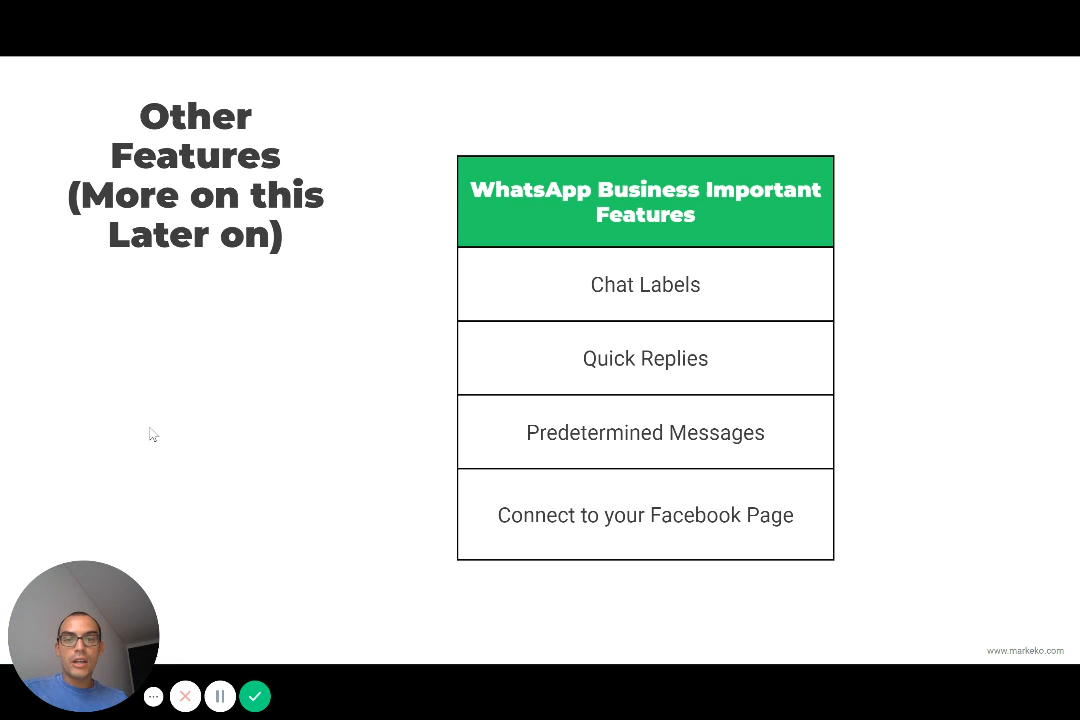 Other
Features
(More on this
Later on)
WhatsApp Business Important
Features
Chat Labels
Quick Replies
Predetermined Messages
Connect to your Facebook Page
www.markeko.com